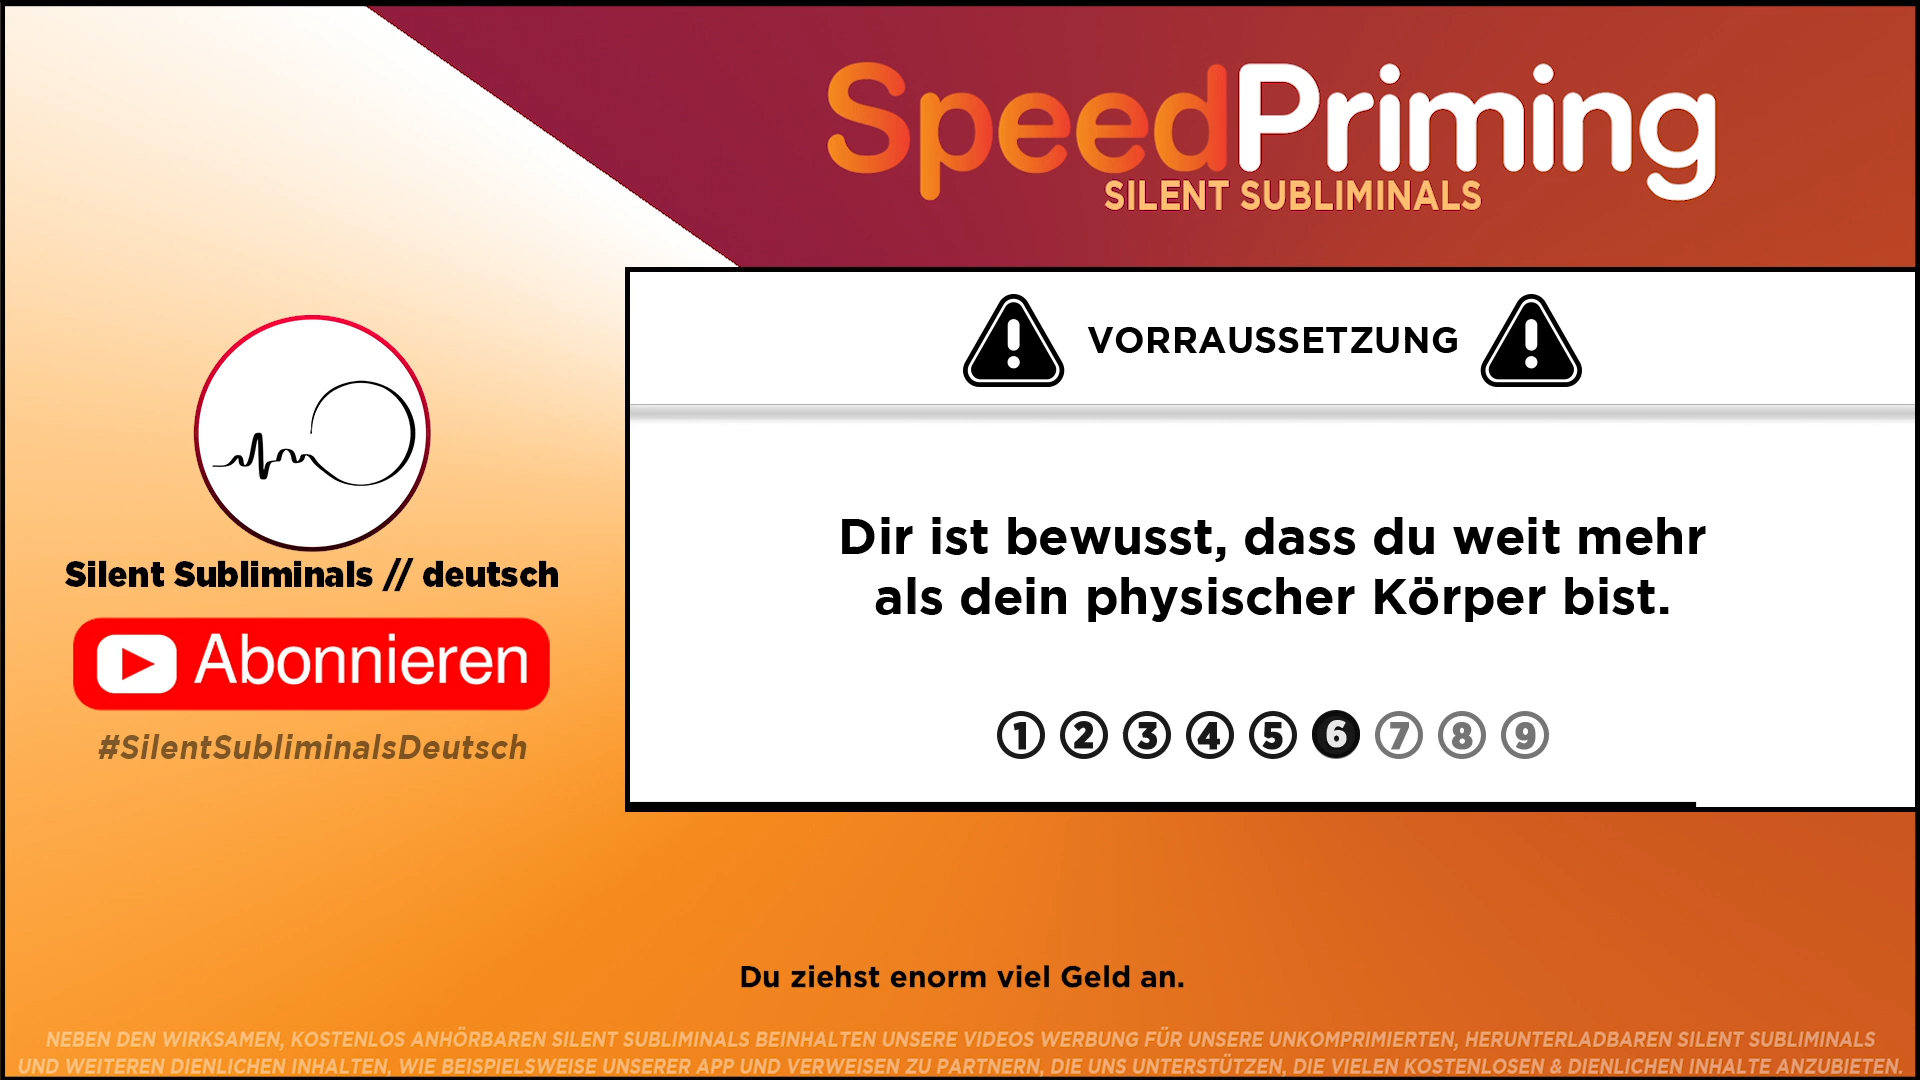 SpeedPriming
SILENT SUBLIMINALS
VORRAUSSETZUNG
Dir ist bewusst, dass du weit mehr
als dein physischer Körper bist.
1 2 3 4 5 6 7 8 9
Silent Subliminals // deutsch
Abonnieren
#SilentSubliminalsDeutsch
Du ziehst enorm viel Geld an.
NEBEN DEN WIRKSAMEN, KOSTENLOS ANHÖRBAREN SILENT SUBLIMINALS BEINHALTEN UNSERE VIDEOS WERBUNG FÜR UNSERE UNKOMPRIMIERTEN, HERUNTERLADBAREN SILENT SUBLIMINALS
UND WEITEREN DIENLICHEN INHALTEN, WIE BEISPIELSWEISE UNSERER APP UND VERWEISEN ZU PARTNERN, DIE UNS UNTERSTÜTZEN, DIE VIELEN KOSTENLOSEN & DIENLICHEN INHALTE ANZUBIETEN.